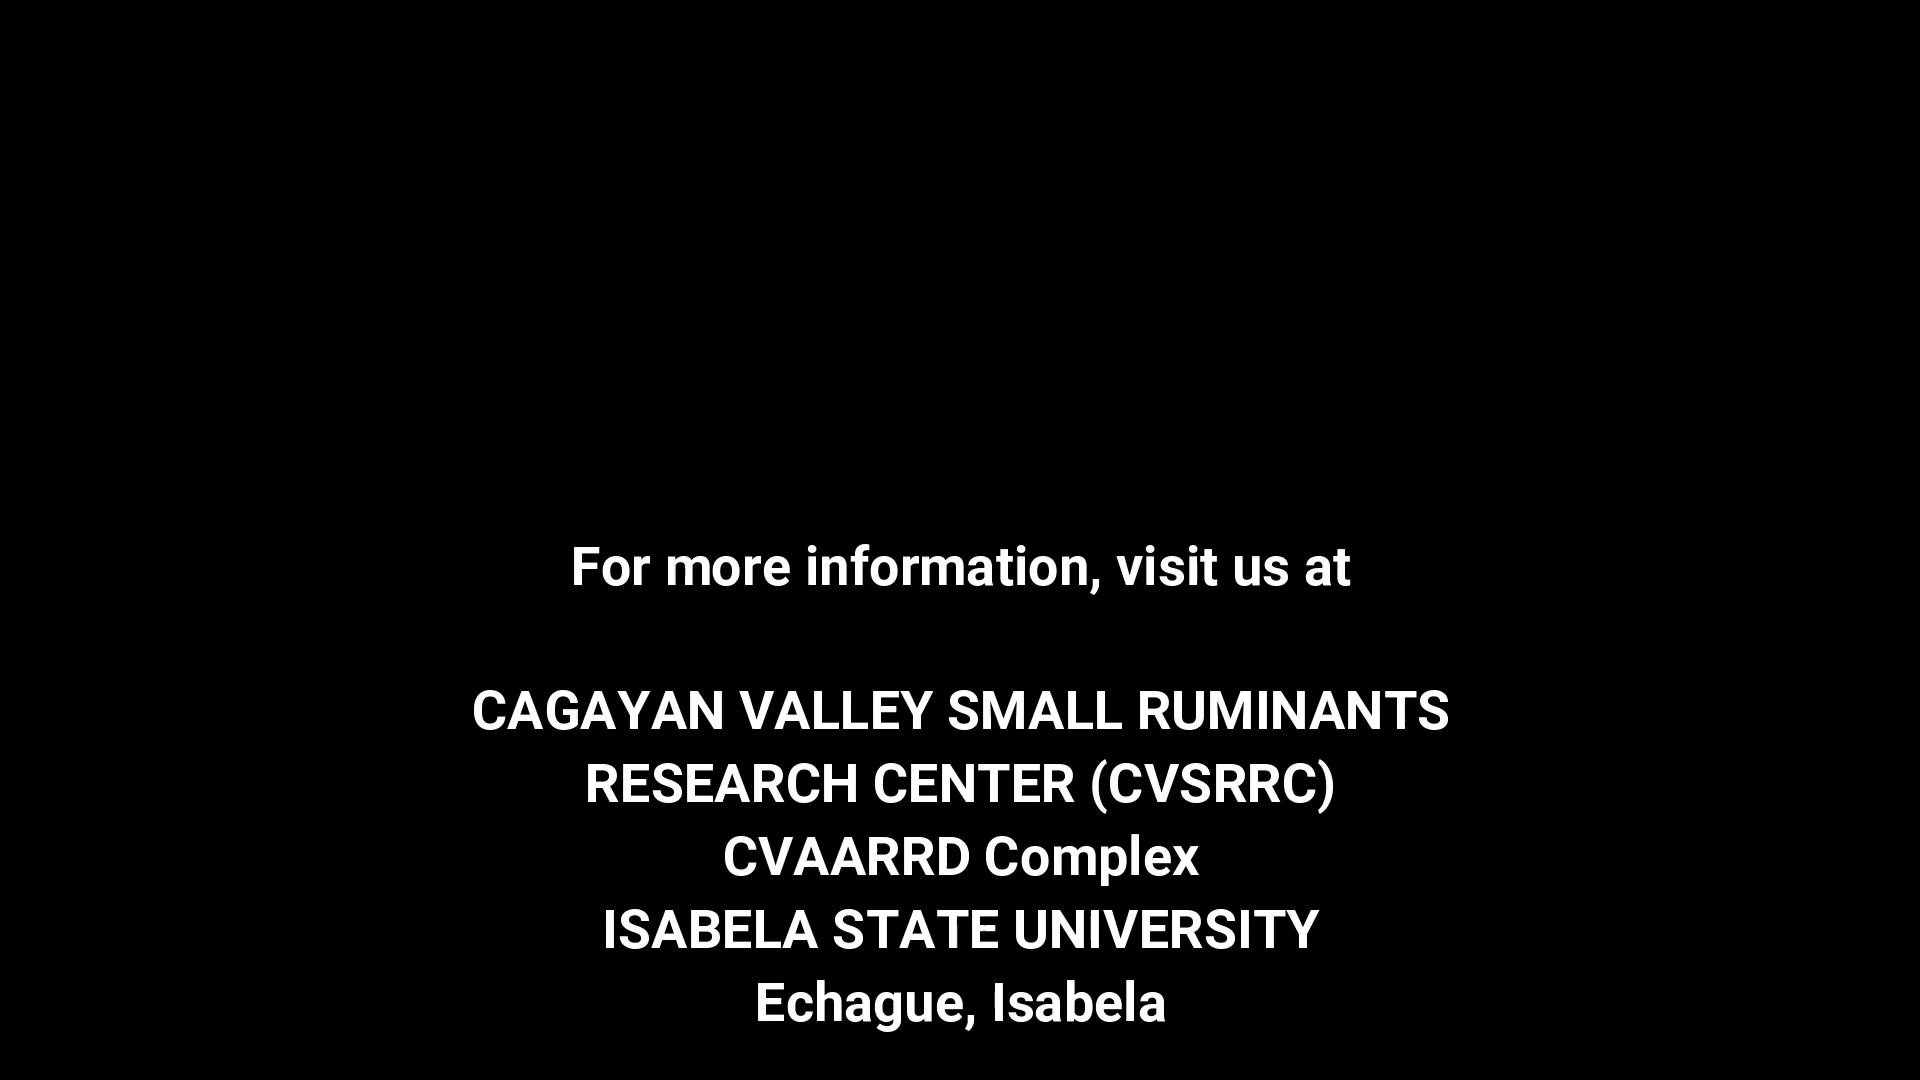 For more information, visit us at
CAGAYAN VALLEY SMALL RUMINANTS
RESEARCH CENTER (CVSRRC)
CVAARRD Complex
ISABELA STATE UNIVERSITY
Echague, Isabela